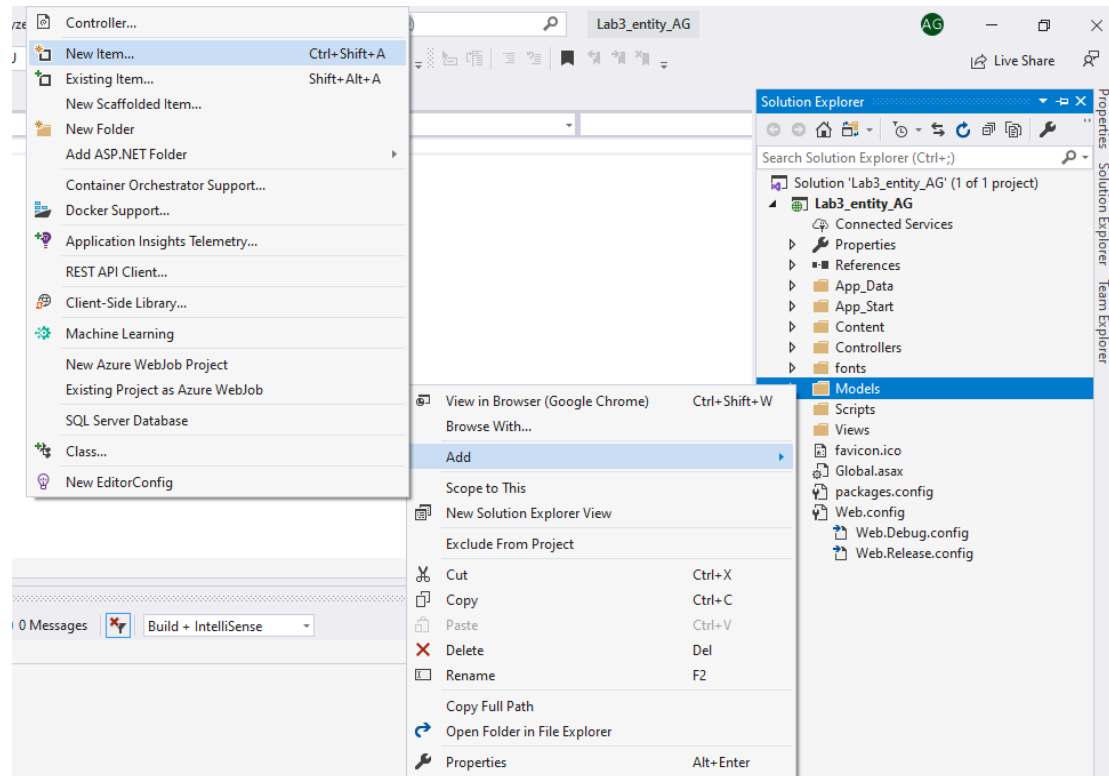 yze
Controller...
Lab3_entity_AG
AG
New Item... Ctrl+Shift+A
Existing Item... Shift+Alt+A
Live Share
New Scaffolded Item...
New Folder
Add ASP.NET Folder
Container Orchestrator Support...
Docker Support...
Application Insights Telemetry...
REST API Client...
Client-Side Library...
Machine Learning
New Azure WebJob Project
Existing Project as Azure WebJob
SQL Server Database
Class...
New EditorConfig
View in Browser (Google Chrome) Ctrl+Shift+W
Browse With...
Add
Scope to This
New Solution Explorer View
Exclude From Project
Cut Ctrl+X
Copy Ctrl+C
Paste Ctrl+V
Delete Del
Rename F2
Copy Full Path
Open Folder in File Explorer
Properties Alt+Enter
Solution Explorer
Search Solution Explorer (Ctrl+;)
Solution 'Lab3_entity_AG' (1 of 1 project)
Lab3_entity_AG
Connected Services
Properties
References
App_Data
App_Start
Content
Controllers
fonts
Models
Scripts
Views
favicon.ico
Global.asax
packages.config
Web.config
Web.Debug.config
Web.Release.config
Properties
Solution Explorer
Team Explorer
0 Messages
Build + IntelliSense